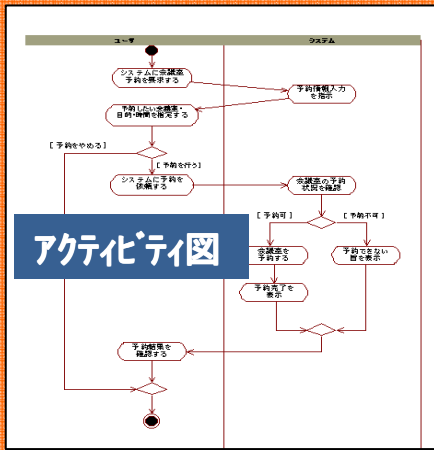 ユーザ
システム
システムに会議室
予約を要求する
予約情報入力
を指示
予約したい会議室・
目的・時間を指定する
[ 予約をやめる]
[ 予約を行う]
システムに予約を
依頼する
会議室の予約
状況を確認
[ 予約可]
[ 予約不可]
アクティビティ図
会議室を
予約する
予約できない
旨を表示
予約完了を
表示
予約結果を
確認する